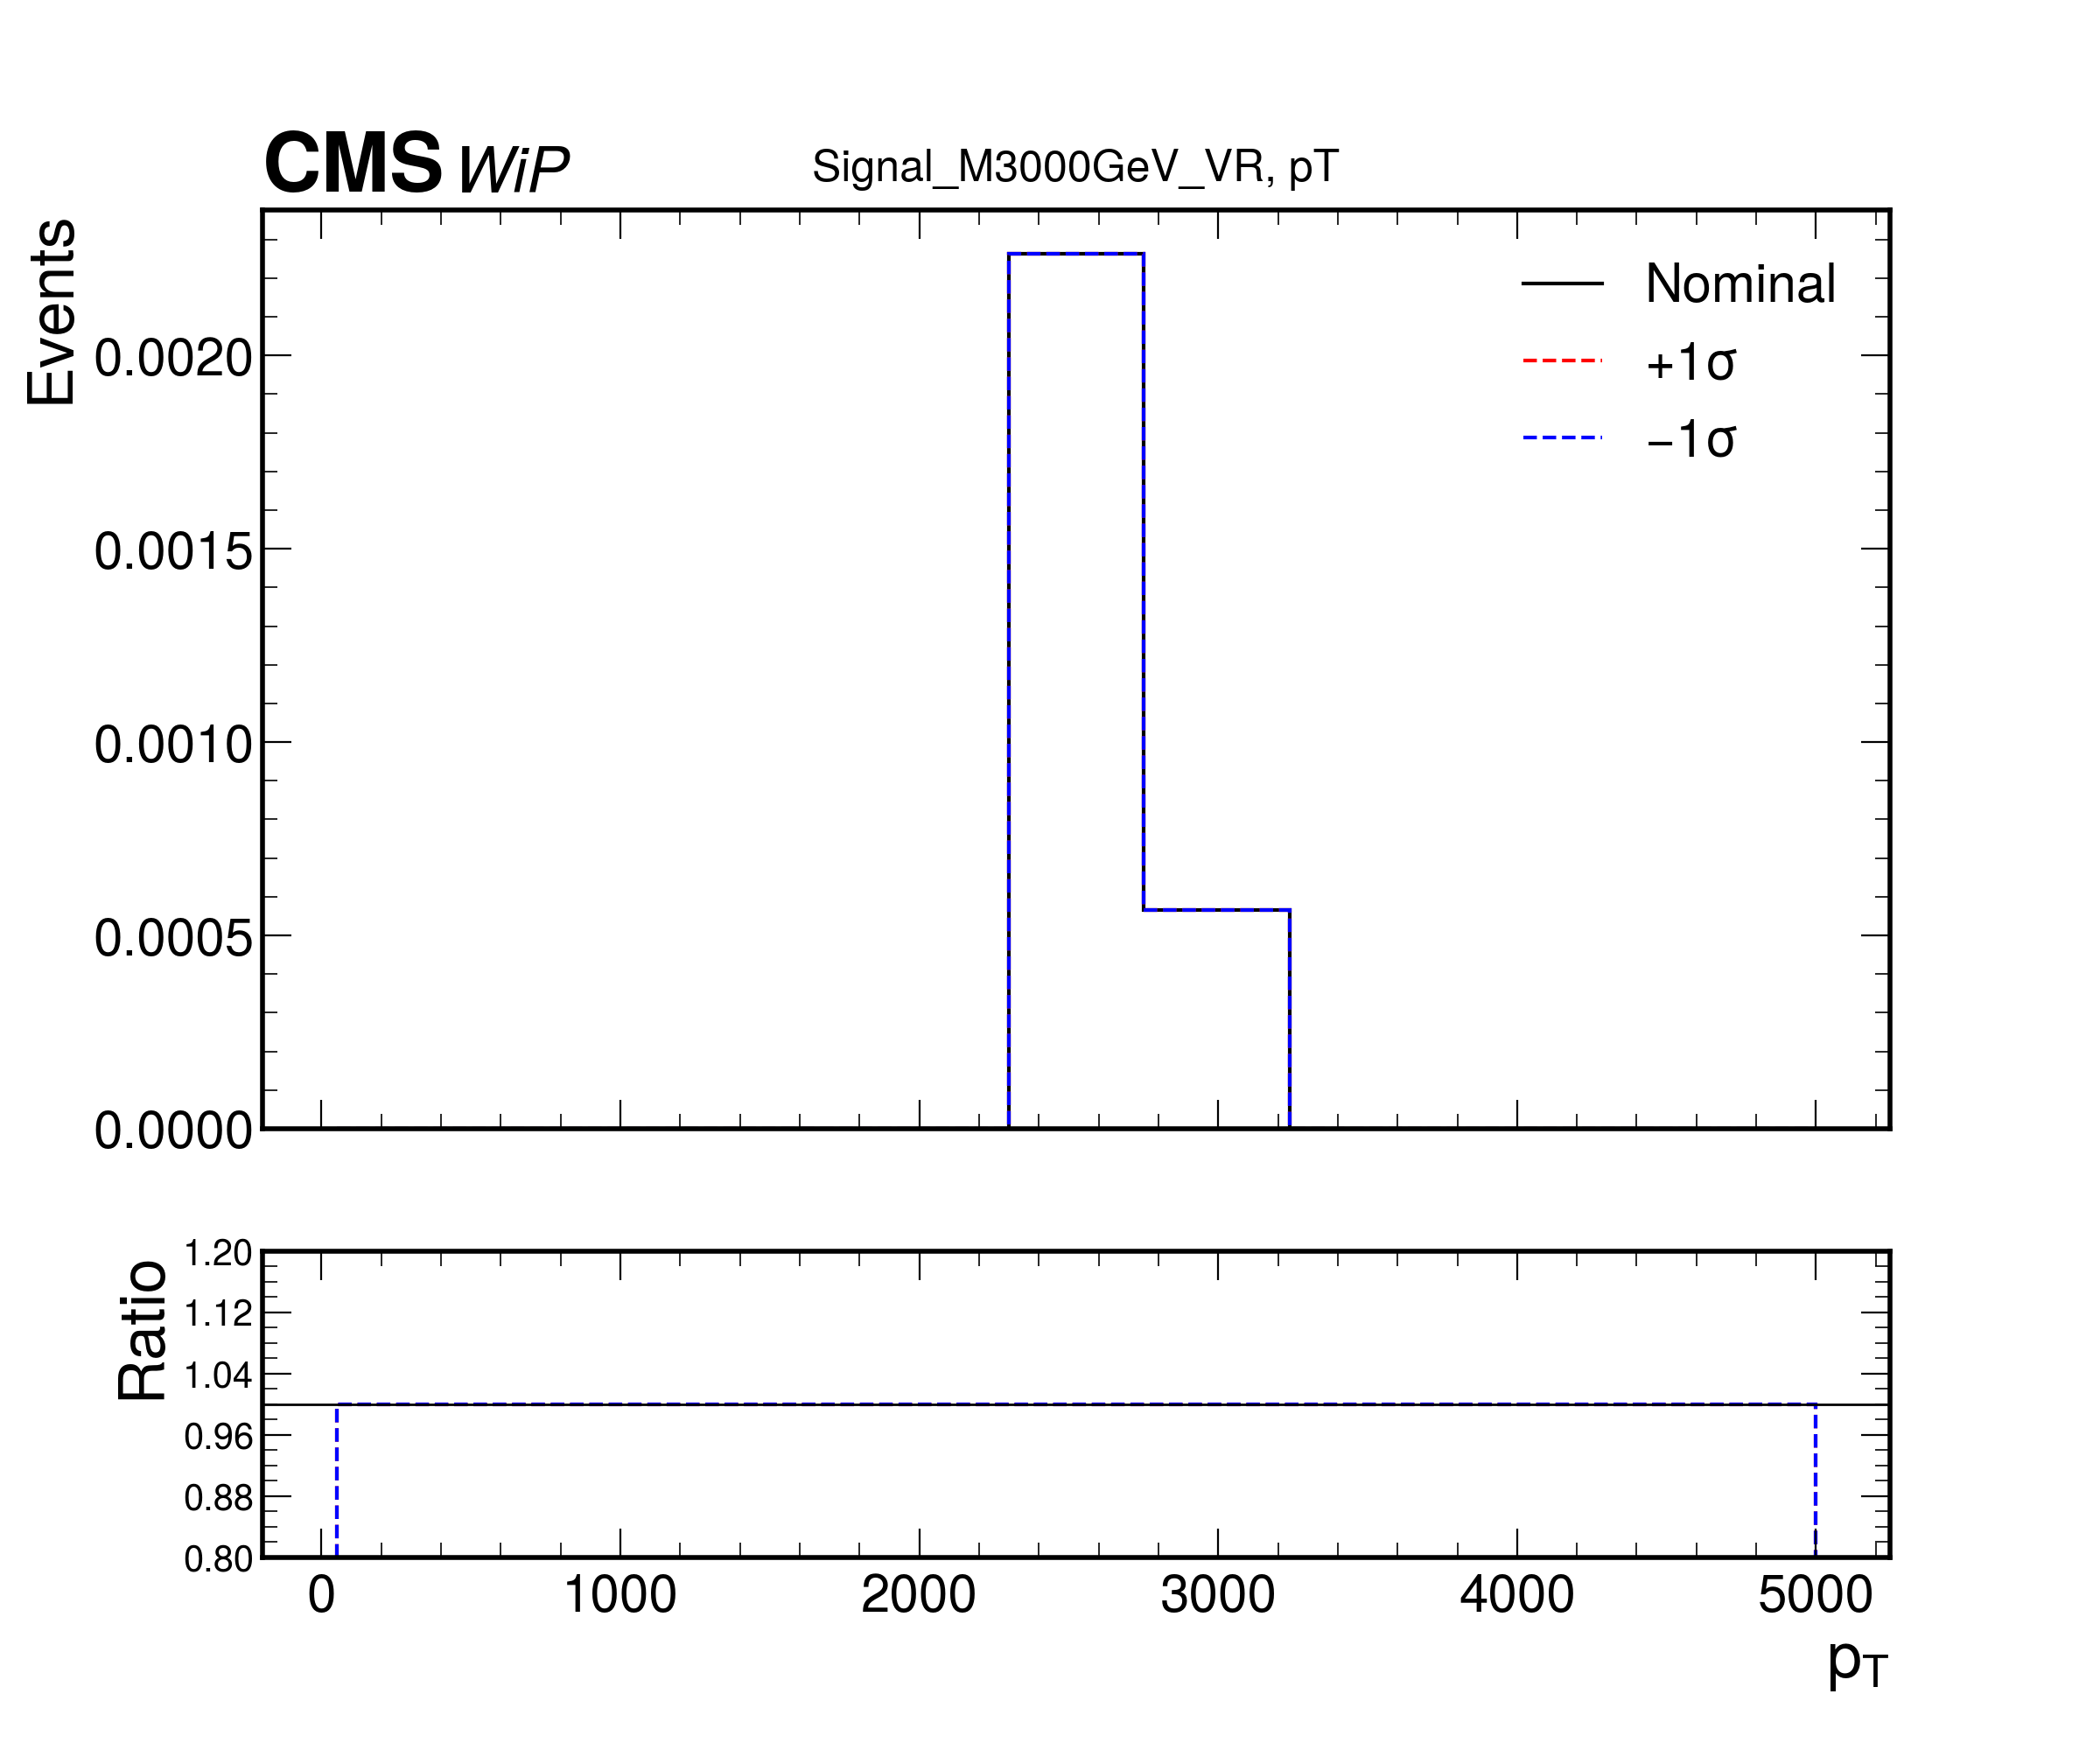 CMS WiP
Signal_M3000GeV_VR, pT
Events
0.0020
0.0015
0.0010
0.0005
0.0000
Nominal
+1σ
−1σ
Ratio
1.20
1.12
1.04
0.96
0.88
0.80
0 1000 2000 3000 4000 5000
pT